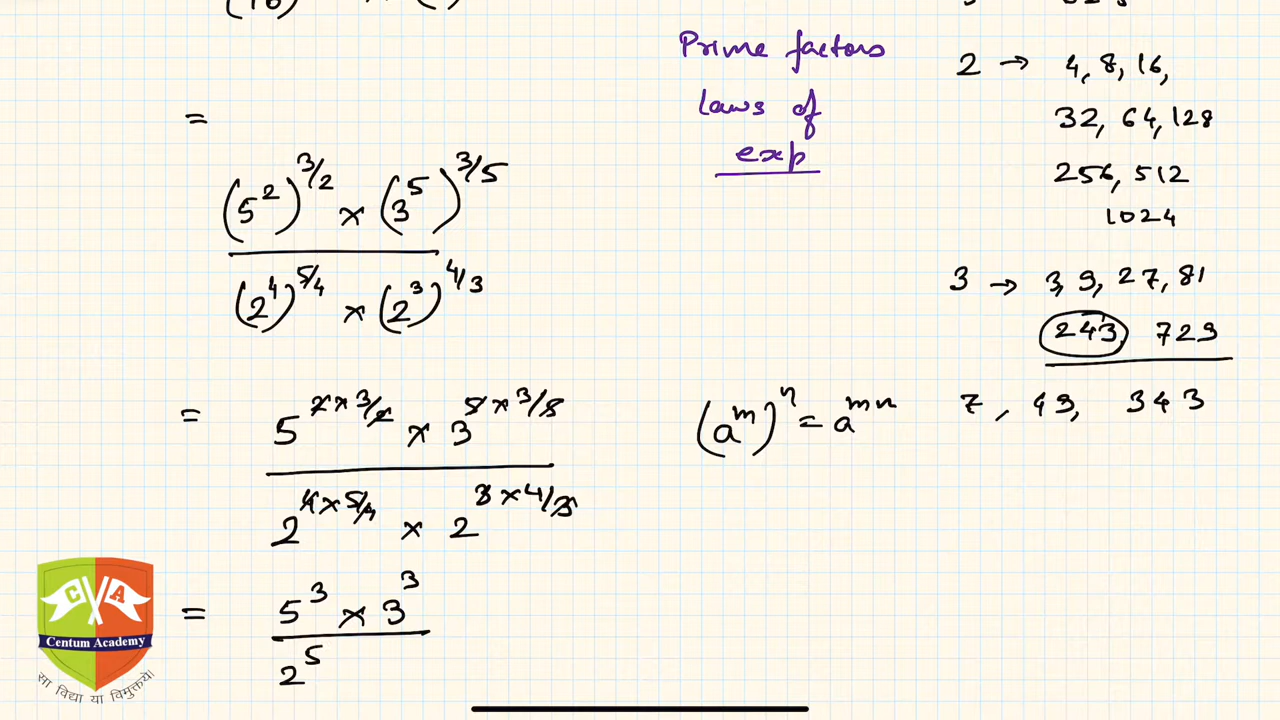 =
(5²)^3/2 × (3⁵)^3/5
(2⁴)^5/4 × (2³)^4/3
= 5^2×3/2 × 3^5×3/5
2^4×5/4 × 2^3×4/3
= 5³ × 3³
2⁵
Prime factors
laws of
exp
(a^m)^n = a^mn
2 → 4, 8, 16,
32, 64, 128
256, 512
1024
3 → 3, 9, 27, 81
243, 729
7, 49, 343
C A
Centum Academy
सा विद्या या विमुक्तये।